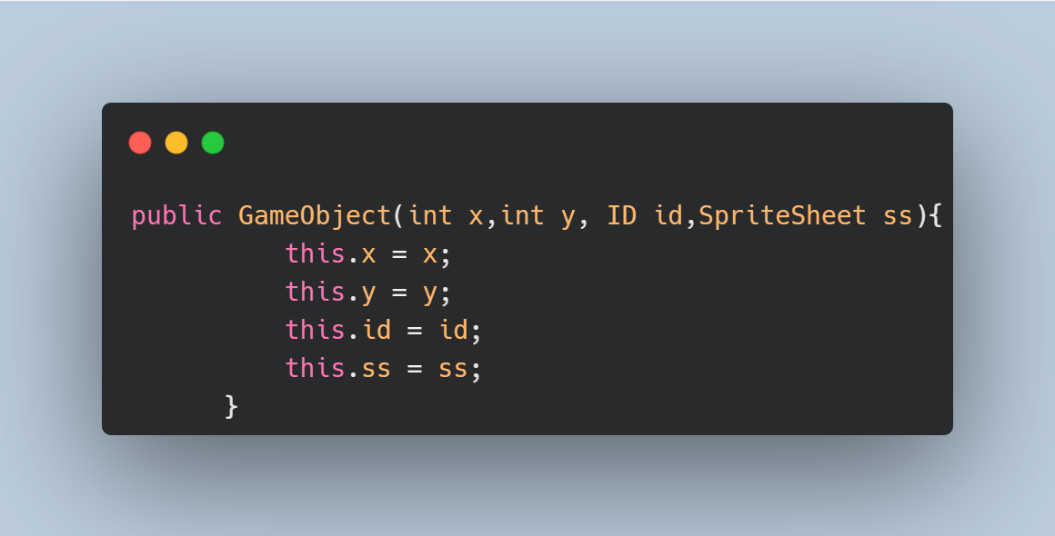 public GameObject(int x,int y, ID id,SpriteSheet ss){
this.x = x;
this.y = y;
this.id = id;
this.ss = ss;
}